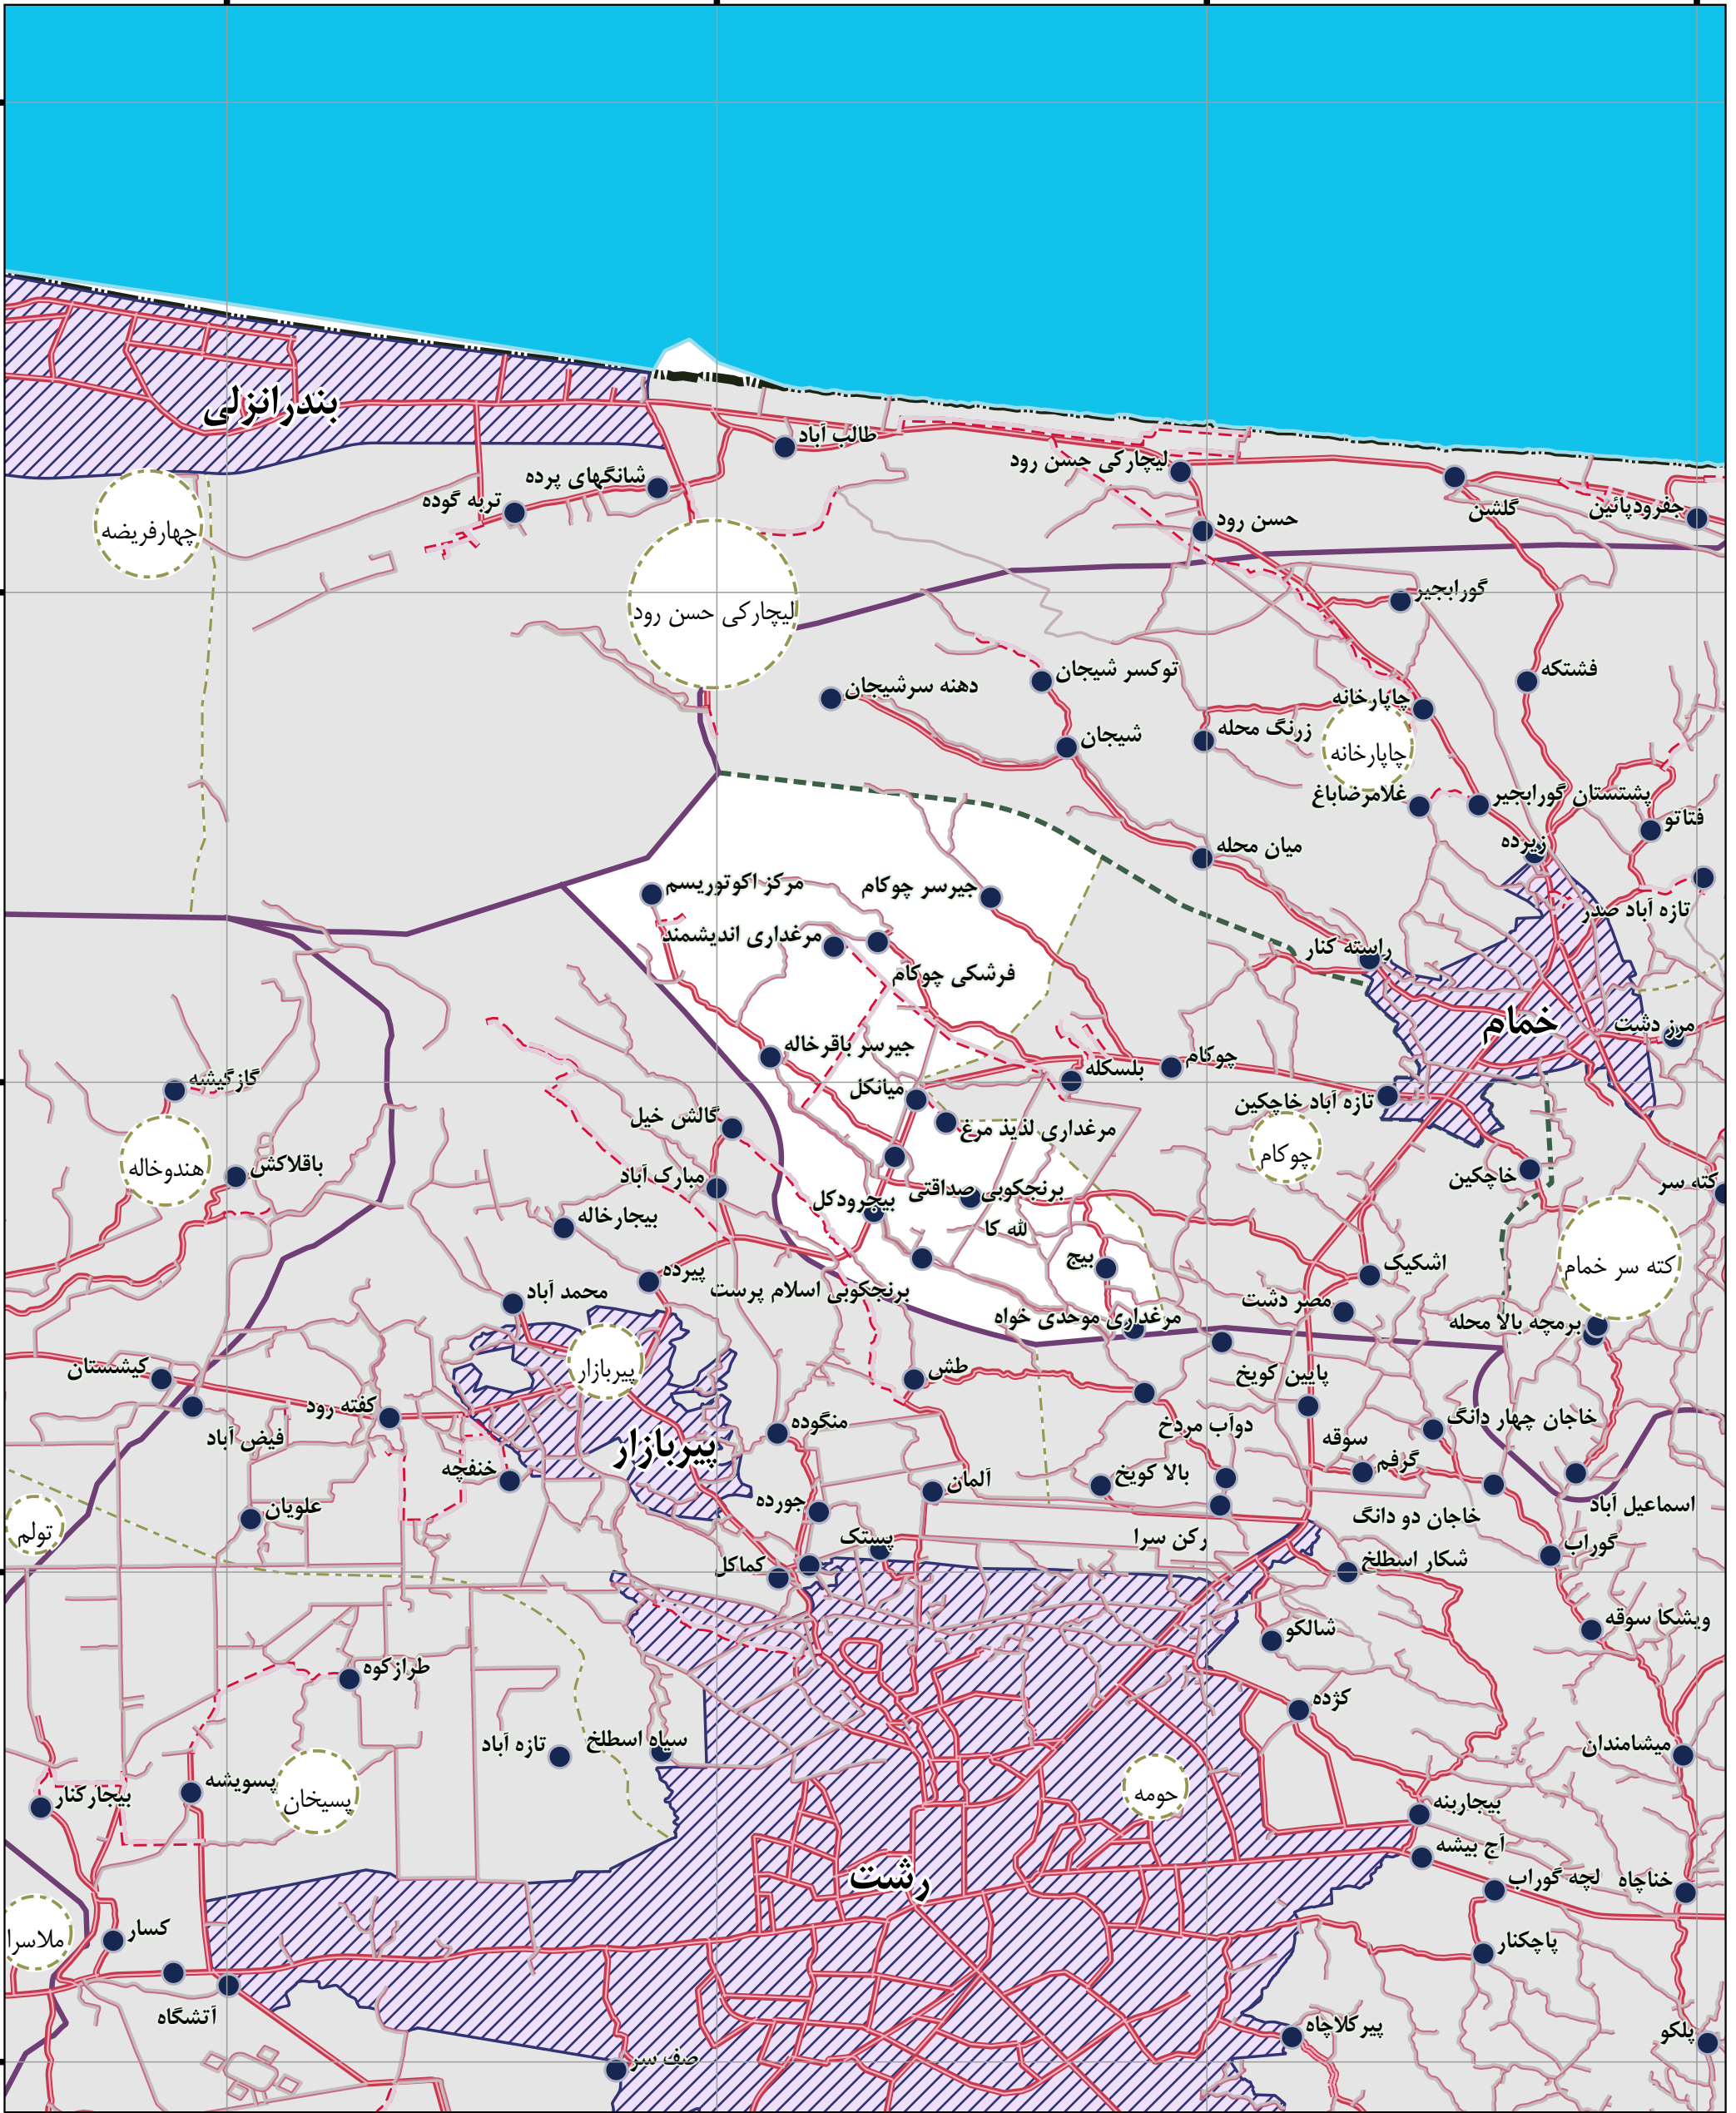 بندرانزلی
طالب آباد
لیچارکی حسن رود
شانگهای پرده
تربه گوده
گلشن
جفرودپائین
چهارفریضه
حسن رود
گورابجیر
لیچارکی حسن رود
توکسر شیجان
فشتکه
دهنه سرشیجان
چاپارخانه
شیجان
زرنگ محله
چاپارخانه
غلامرضاباغ
پشتستان گورابجیر
فتاتو
میان محله
زیرده
مرکز اکوتوریسم
جیرسر چوکام
تازه آباد صدر
مرغداری اندیشمند
راسته کنار
فرشکی چوکام
خمام
مرز دشت
جیرسر باقرخاله
چوکام
بلسکله
گازگیشه
میانکل
تازه آباد خاچکین
گالش خیل
مرغداری لذیذ مرغ
چوکام
هندوخاله
باقلاکش
مبارک آباد
خاچکین
کته سر
برنجکوبی صداقتی
بیجرودکل
بیجارخاله
لله کا
بیج
اشکیک
کته سر خمام
پیرده
برنجکوبی اسلام پرست
محمد آباد
مصر دشت
مرغداری موحدی خواه
برمچه بالا محله
پیربازار
کیشستان
طش
پایین کویخ
کفته رود
فیض آباد
منگوده
دوآب مردخ
خاجان چهار دانگ
سوقه
پیربازار
خنفچه
گرفم
بالا کویخ
آلمان
جورده
علویان
اسماعیل آباد
خاجان دو دانگ
تولم
رکن سرا
پستک
گوراب
کماکل
شکار اسطلخ
ویشکا سوقه
شالکو
طرازکوه
کژده
سیاه اسطلخ
تازه آباد
میشامندان
پسویشه
بیجارکنار
پسیخان
حومه
بیجاربنه
آج بیشه
رشت
لچه گوراب
خناچاه
کسار
ملاسرا
پاچکنار
آتشگاه
پیرکلاچاه
پلکو
صف سر